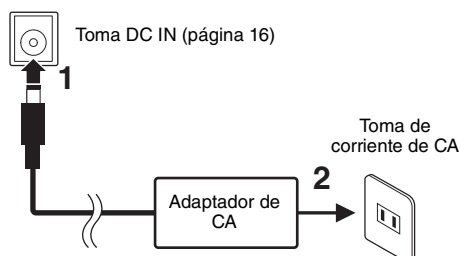 Toma DC IN (página 16)
1
Toma de
corriente de CA
2
Adaptador de
CA